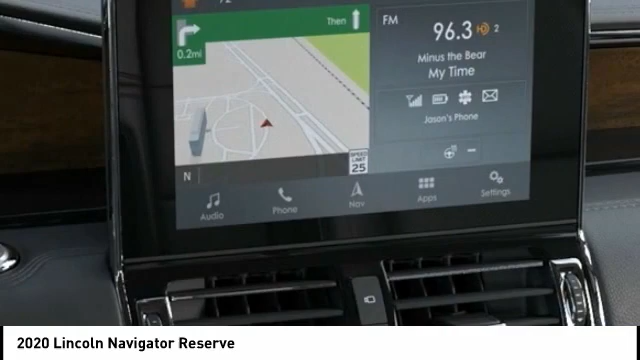 Then
0.2mi
FM
96.3
2
Minus the Bear
My Time
Jason's Phone
SPEED LIMIT
25
N
Audio
Phone
Nav
Apps
Settings
2020 Lincoln Navigator Reserve